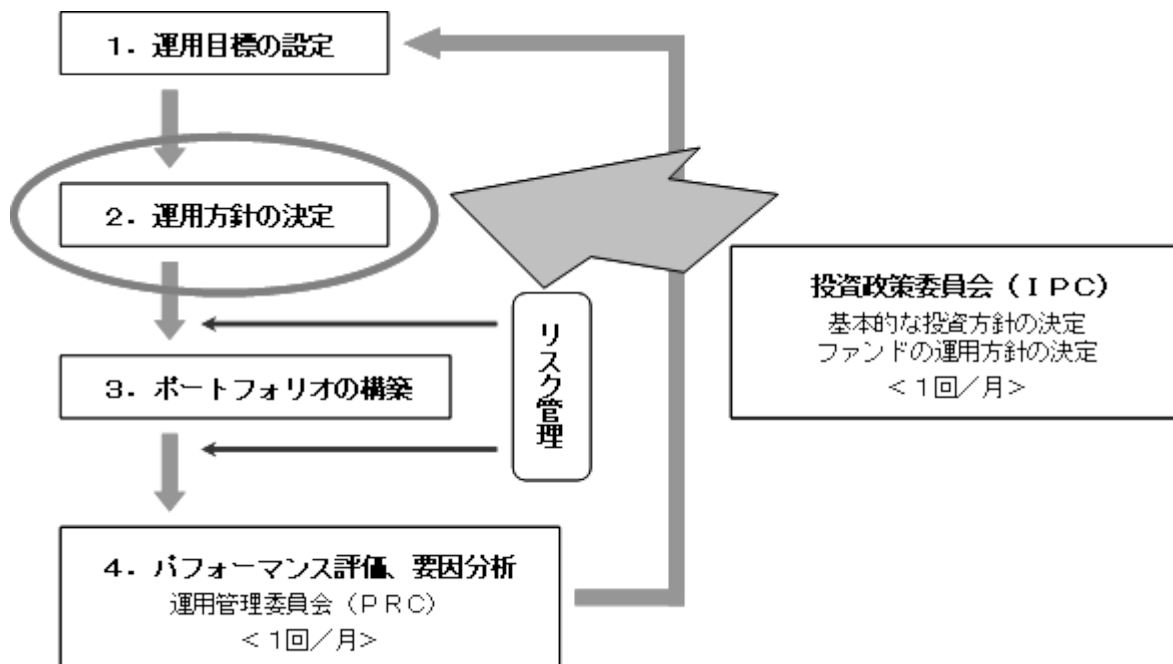 1．運用目標の設定
2．運用方針の決定
投資政策委員会（ＩＰＣ）
基本的な投資方針の決定
ファンドの運用方針の決定
＜1回／月＞
リスク管理
3．ポートフォリオの構築
4．パフォーマンス評価、要因分析
運用管理委員会（ＰＲＣ）
＜1回／月＞